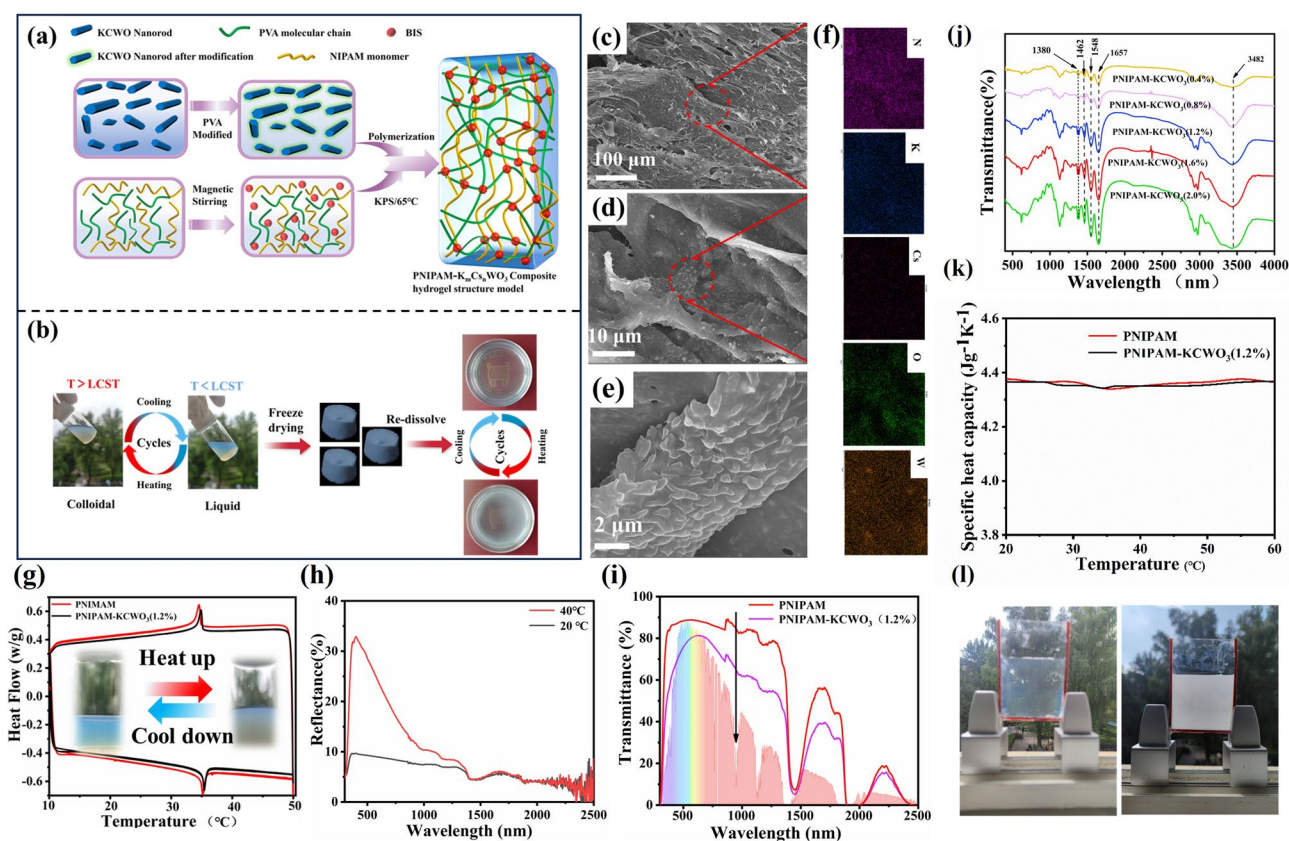 (a)
KCWO Nanorod
PVA molecular chain
BIS
KCWO Nanorod after modification
NIPAM monomer
PVA
Modified
Polymerization
Magnetic
Stirring
KPS/65℃
PNIPAM-KmCsnWO3 Composite
hydrogel structure model
(b)
T＞LCST
T＜LCST
Cooling
Cycles
Heating
Colloidal
Liquid
Freeze
drying
Re-dissolve
Cooling
Cycles
Heating
(c)
100 μm
(d)
10 μm
(e)
2 μm
(f)
N
K
Cs
O
W
(j)
1380
1462
1548
1657
3482
PNIPAM-KCWO3(0.4%)
PNIPAM-KCWO3(0.8%)
PNIPAM-KCWO3(1.2%)
PNIPAM-KCWO3(1.6%)
PNIPAM-KCWO3(2.0%)
Transmittance(%)
500 1000 1500 2000 2500 3000 3500 4000
Wavelength （nm）
(k)
PNIPAM
PNIPAM-KCWO3(1.2%)
Specific heat capacity (Jg-1K-1)
4.6
4.4
4.2
4.0
3.8
20 30 40 50 60
Temperature (℃)
(g)
PNIMAM
PNIPAM-KCWO3(1.2%)
Heat up
Cool down
Heat Flow (w/g)
0.6
0.4
0.2
0.0
-0.2
-0.4
-0.6
10 20 30 40 50
Temperature （℃）
(h)
40℃
20 ℃
Reflectance(%)
40
30
20
10
0
500 1000 1500 2000 2500
Wavelength (nm)
(i)
PNIPAM
PNIPAM-KCWO3（1.2%）
Transmittance (%)
100
80
60
40
20
0
500 1000 1500 2000 2500
Wavelength (nm)
(l)